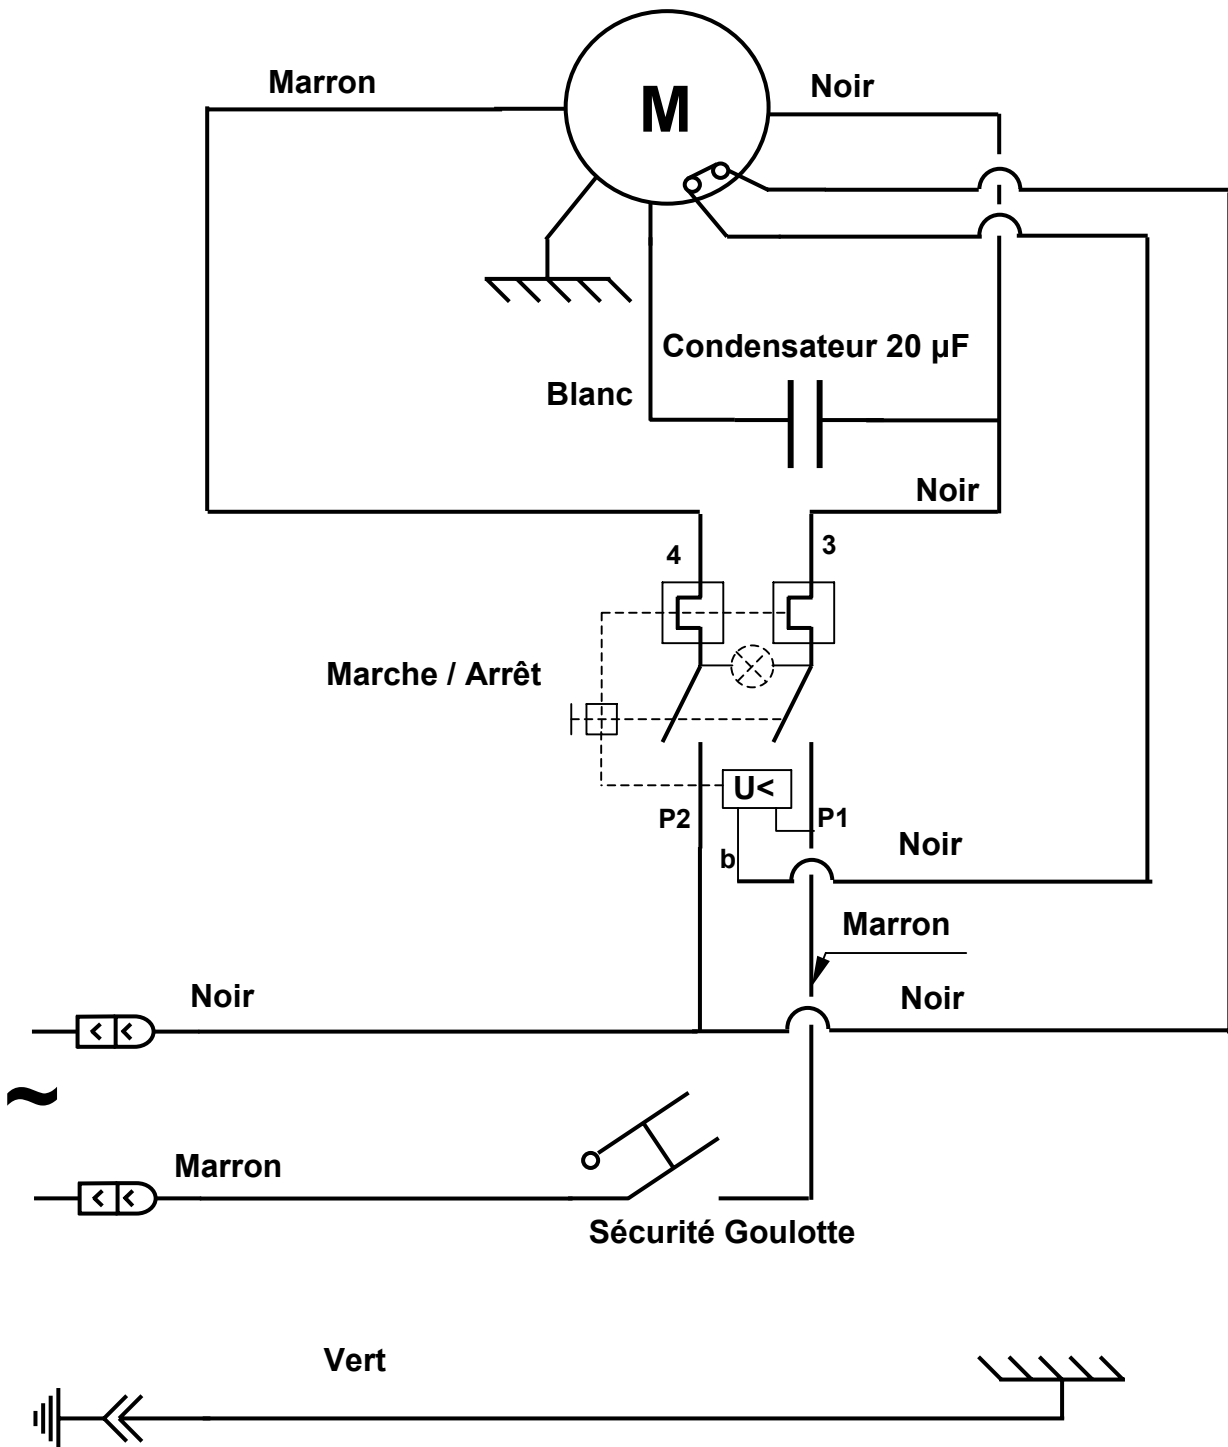 Marron
M
Noir
Condensateur 20 µF
Blanc
Noir
4
3
Marche / Arrêt
U<
P2
P1
b
Noir
Marron
Noir
Noir
~
Marron
Sécurité Goulotte
Vert